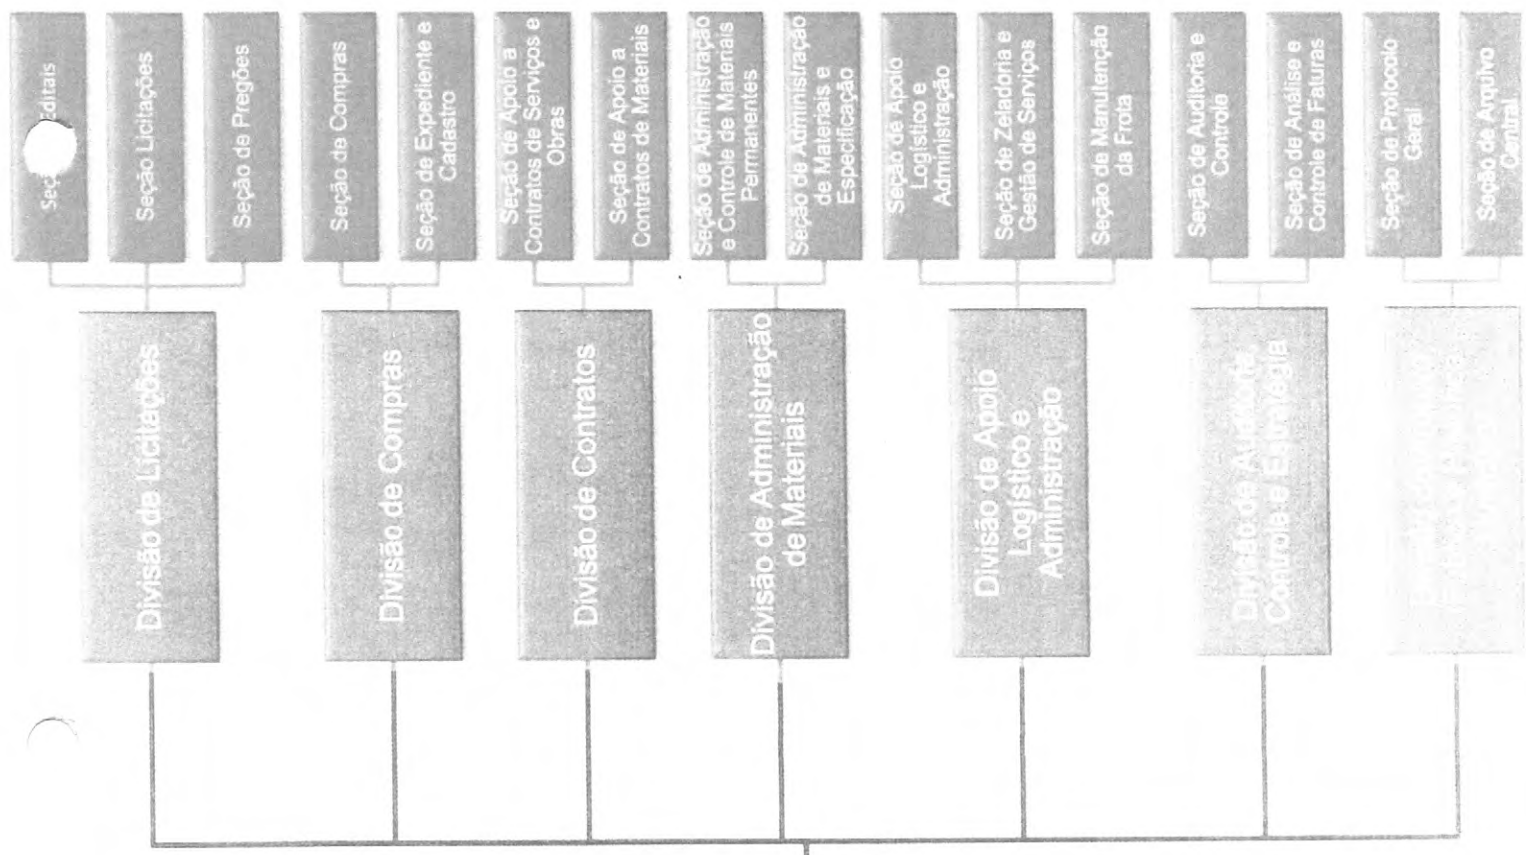 Divisão de Licitações
Seç Editais
Seção Licitações
Seção de Pregões
Divisão de Compras
Seção de Compras
Seção de Expediente e
Cadastro
Divisão de Contratos
Seção de Apoio a
Contratos de Serviços e
Obras
Seção de Apoio a
Contratos de Materiais
Divisão de Administração
de Materiais
Seção de Administração
e Controle de Materiais
Permanentes
Seção de Administração
de Materiais e
Especificação
Divisão de Apoio
Logístico e
Administração
Seção de Apoio
Logístico e
Administração
Seção de Zeladoria e
Gestão de Serviços
Seção de Manutenção
da Frota
Divisão de Auditoria,
Controle e Estratégia
Seção de Auditoria e
Controle
Seção de Análise e
Controle de Faturas
Seção de Protocolo
Geral
Seção de Arquivo
Central